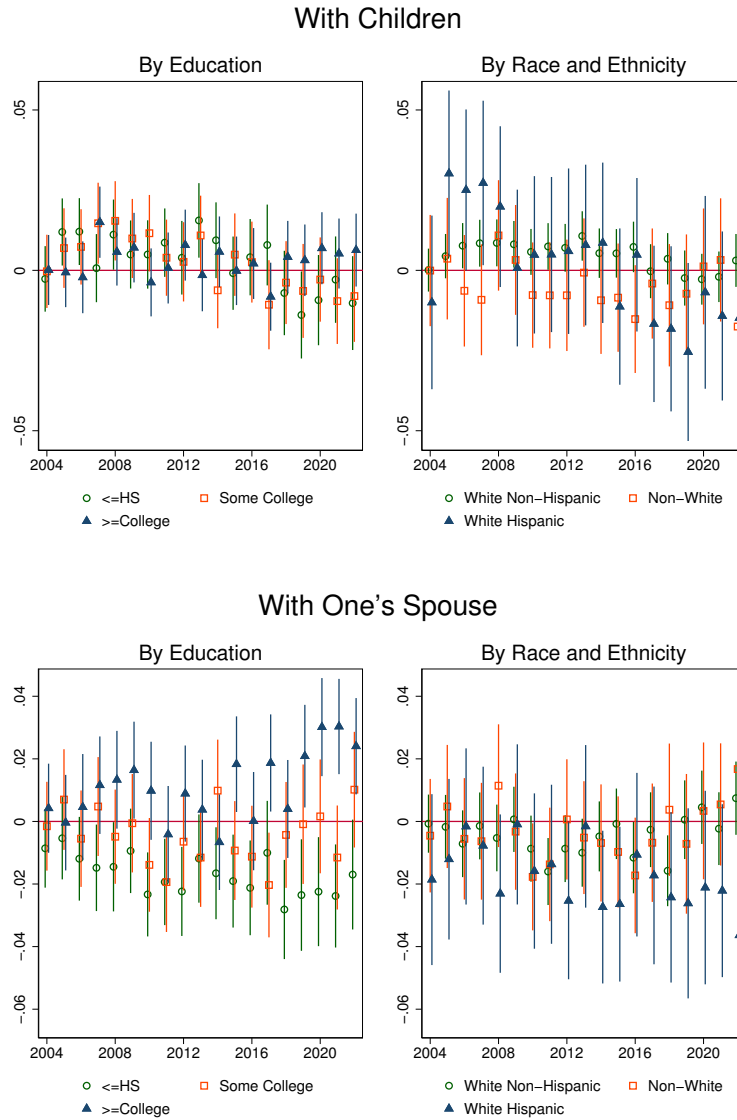 With Children
By Education
By Race and Ethnicity
.05
0
-.05
2004 2008 2012 2016 2020
.05
0
-.05
2004 2008 2012 2016 2020
<=HS Some College
>=College
White Non-Hispanic Non-White
White Hispanic
With One's Spouse
By Education
By Race and Ethnicity
.04
.02
0
-.02
-.04
-.06
2004 2008 2012 2016 2020
.04
.02
0
-.02
-.04
-.06
2004 2008 2012 2016 2020
<=HS Some College
>=College
White Non-Hispanic Non-White
White Hispanic